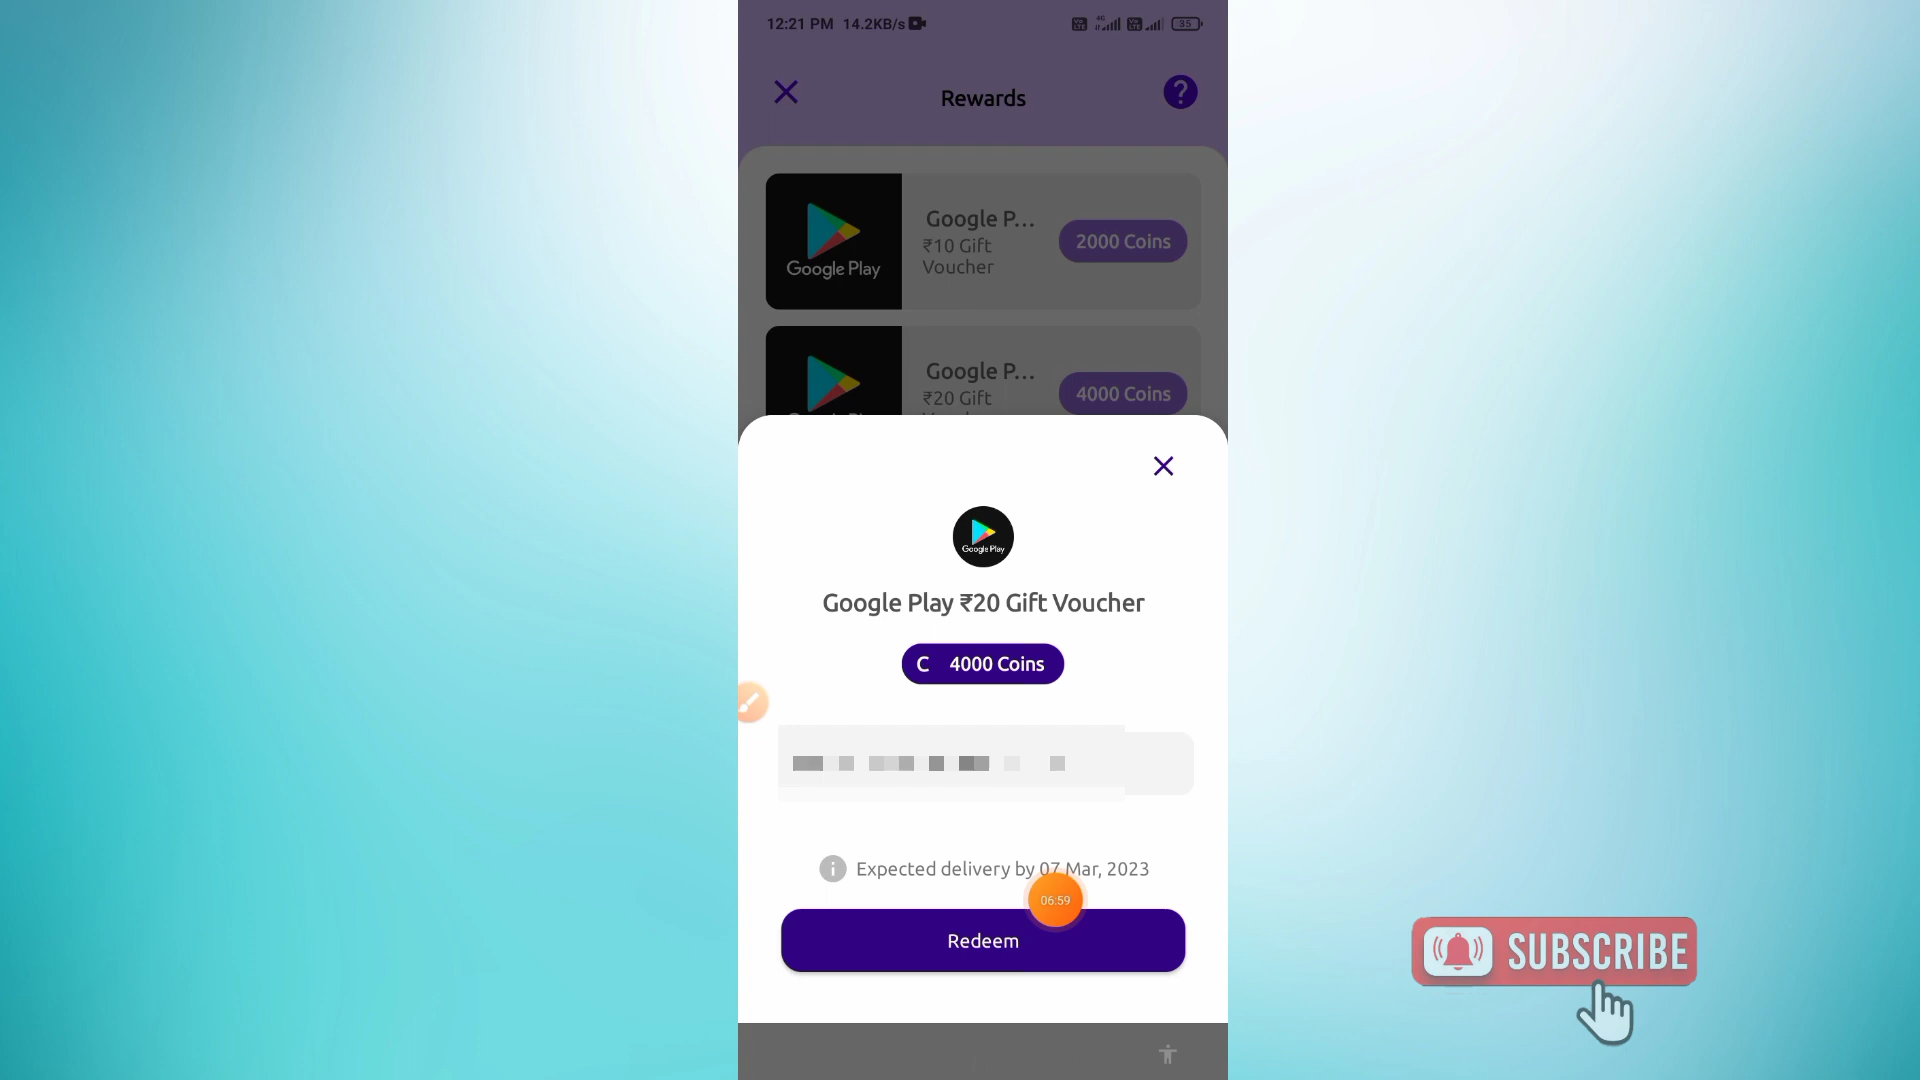 12:21 PM 14.2KB/s
4G
35
Rewards
?
Google P...
₹10 Gift
Voucher
2000 Coins
Google Play
Google P...
₹20 Gift
4000 Coins
Google Play
Google Play ₹20 Gift Voucher
C 4000 Coins
Expected delivery by 07 Mar, 2023
06:59
Redeem
SUBSCRIBE